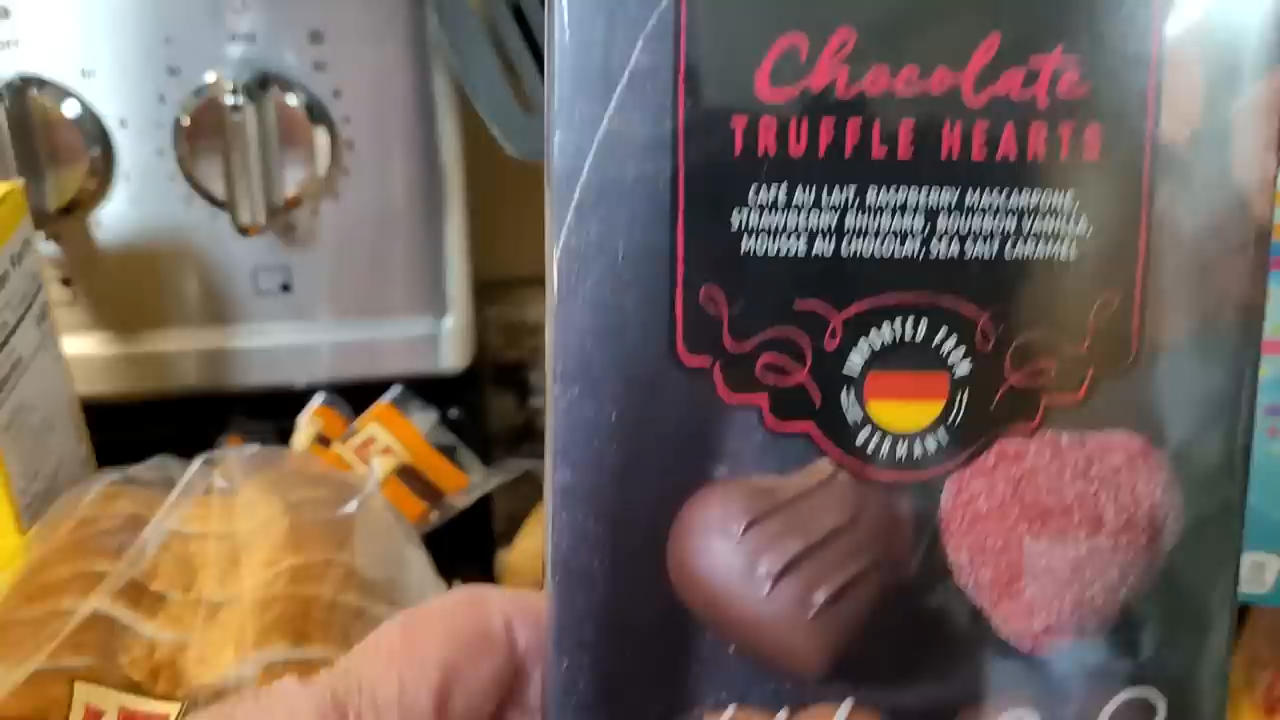 Chocolate
TRUFFLE HEARTS
CAFÉ AU LAIT, RASPBERRY MASCARPONE,
STRAWBERRY RHUBARB, BOURBON VANILLA,
MOUSSE AU CHOCOLAT, SEA SALT CARAMEL
IMPORTED FROM
GERMANY